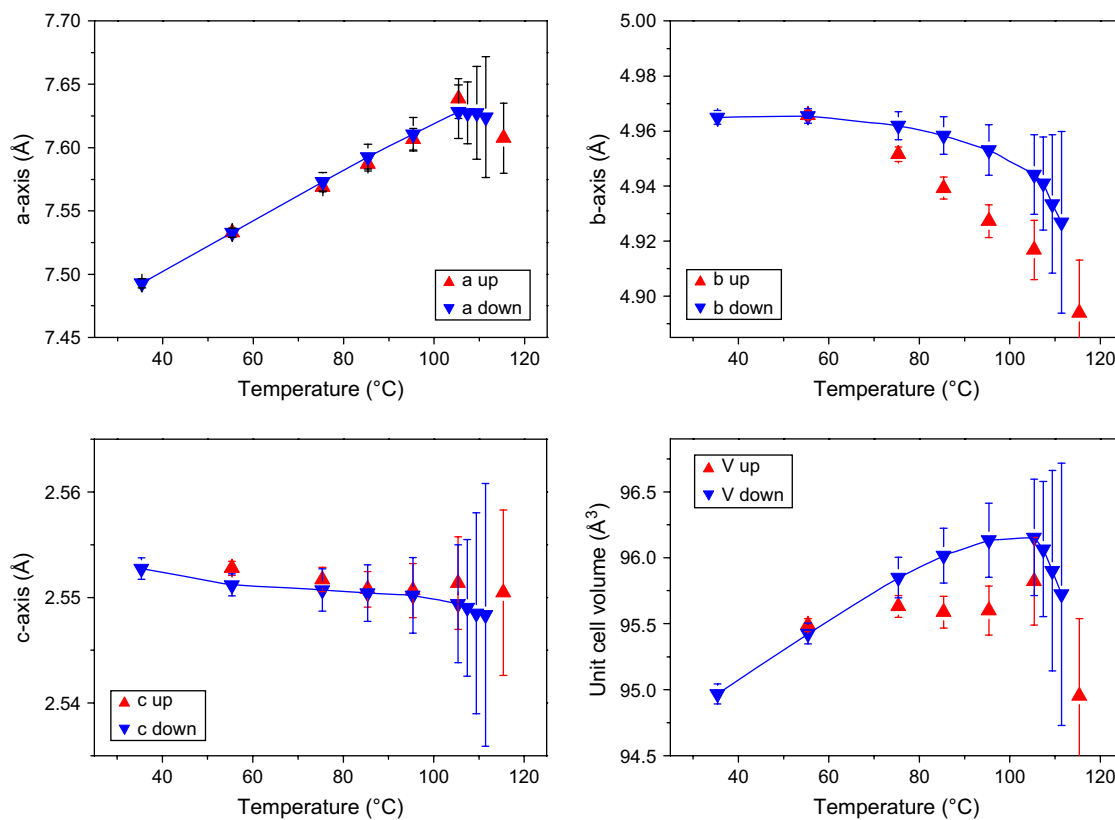 7.70
7.65
7.60
7.55
7.50
7.45
a-axis (Å)
a up
a down
40 60 80 100 120
Temperature (°C)
5.00
4.98
4.96
4.94
4.92
4.90
b-axis (Å)
b up
b down
40 60 80 100 120
Temperature (°C)
2.56
2.55
2.54
c-axis (Å)
c up
c down
40 60 80 100 120
Temperature (°C)
96.5
96.0
95.5
95.0
94.5
Unit cell volume (Å³)
V up
V down
40 60 80 100 120
Temperature (°C)